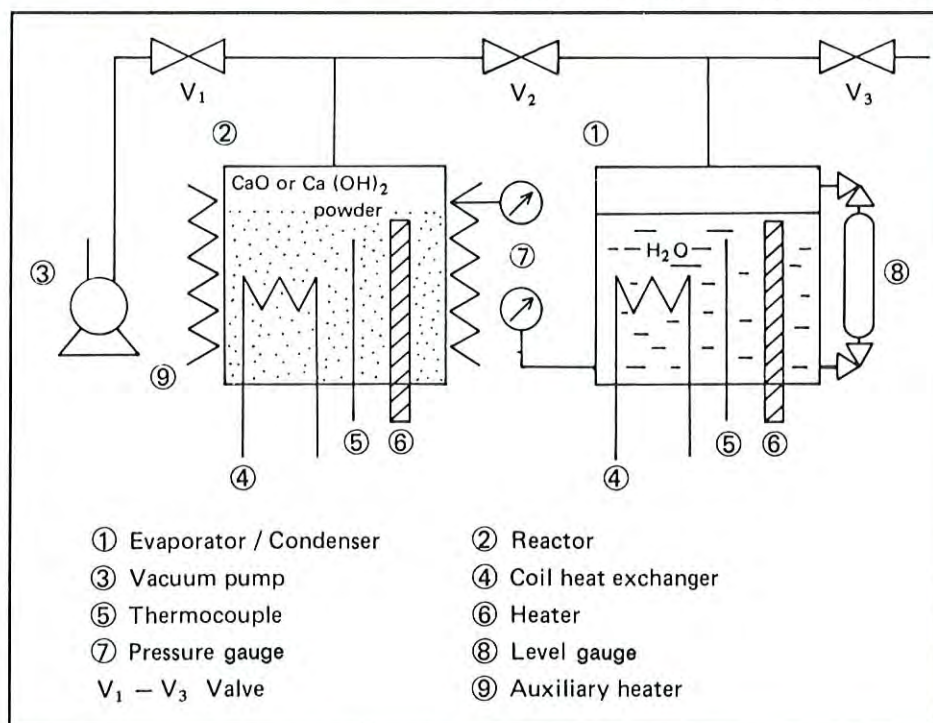 V₁
V₂
V₃
②
①
CaO or Ca (OH)₂
powder
③
⑦
H₂O
⑧
⑨
⑤
⑥
⑤
⑥
④
④
① Evaporator / Condenser
② Reactor
③ Vacuum pump
④ Coil heat exchanger
⑤ Thermocouple
⑥ Heater
⑦ Pressure gauge
⑧ Level gauge
V₁ – V₃ Valve
⑨ Auxiliary heater